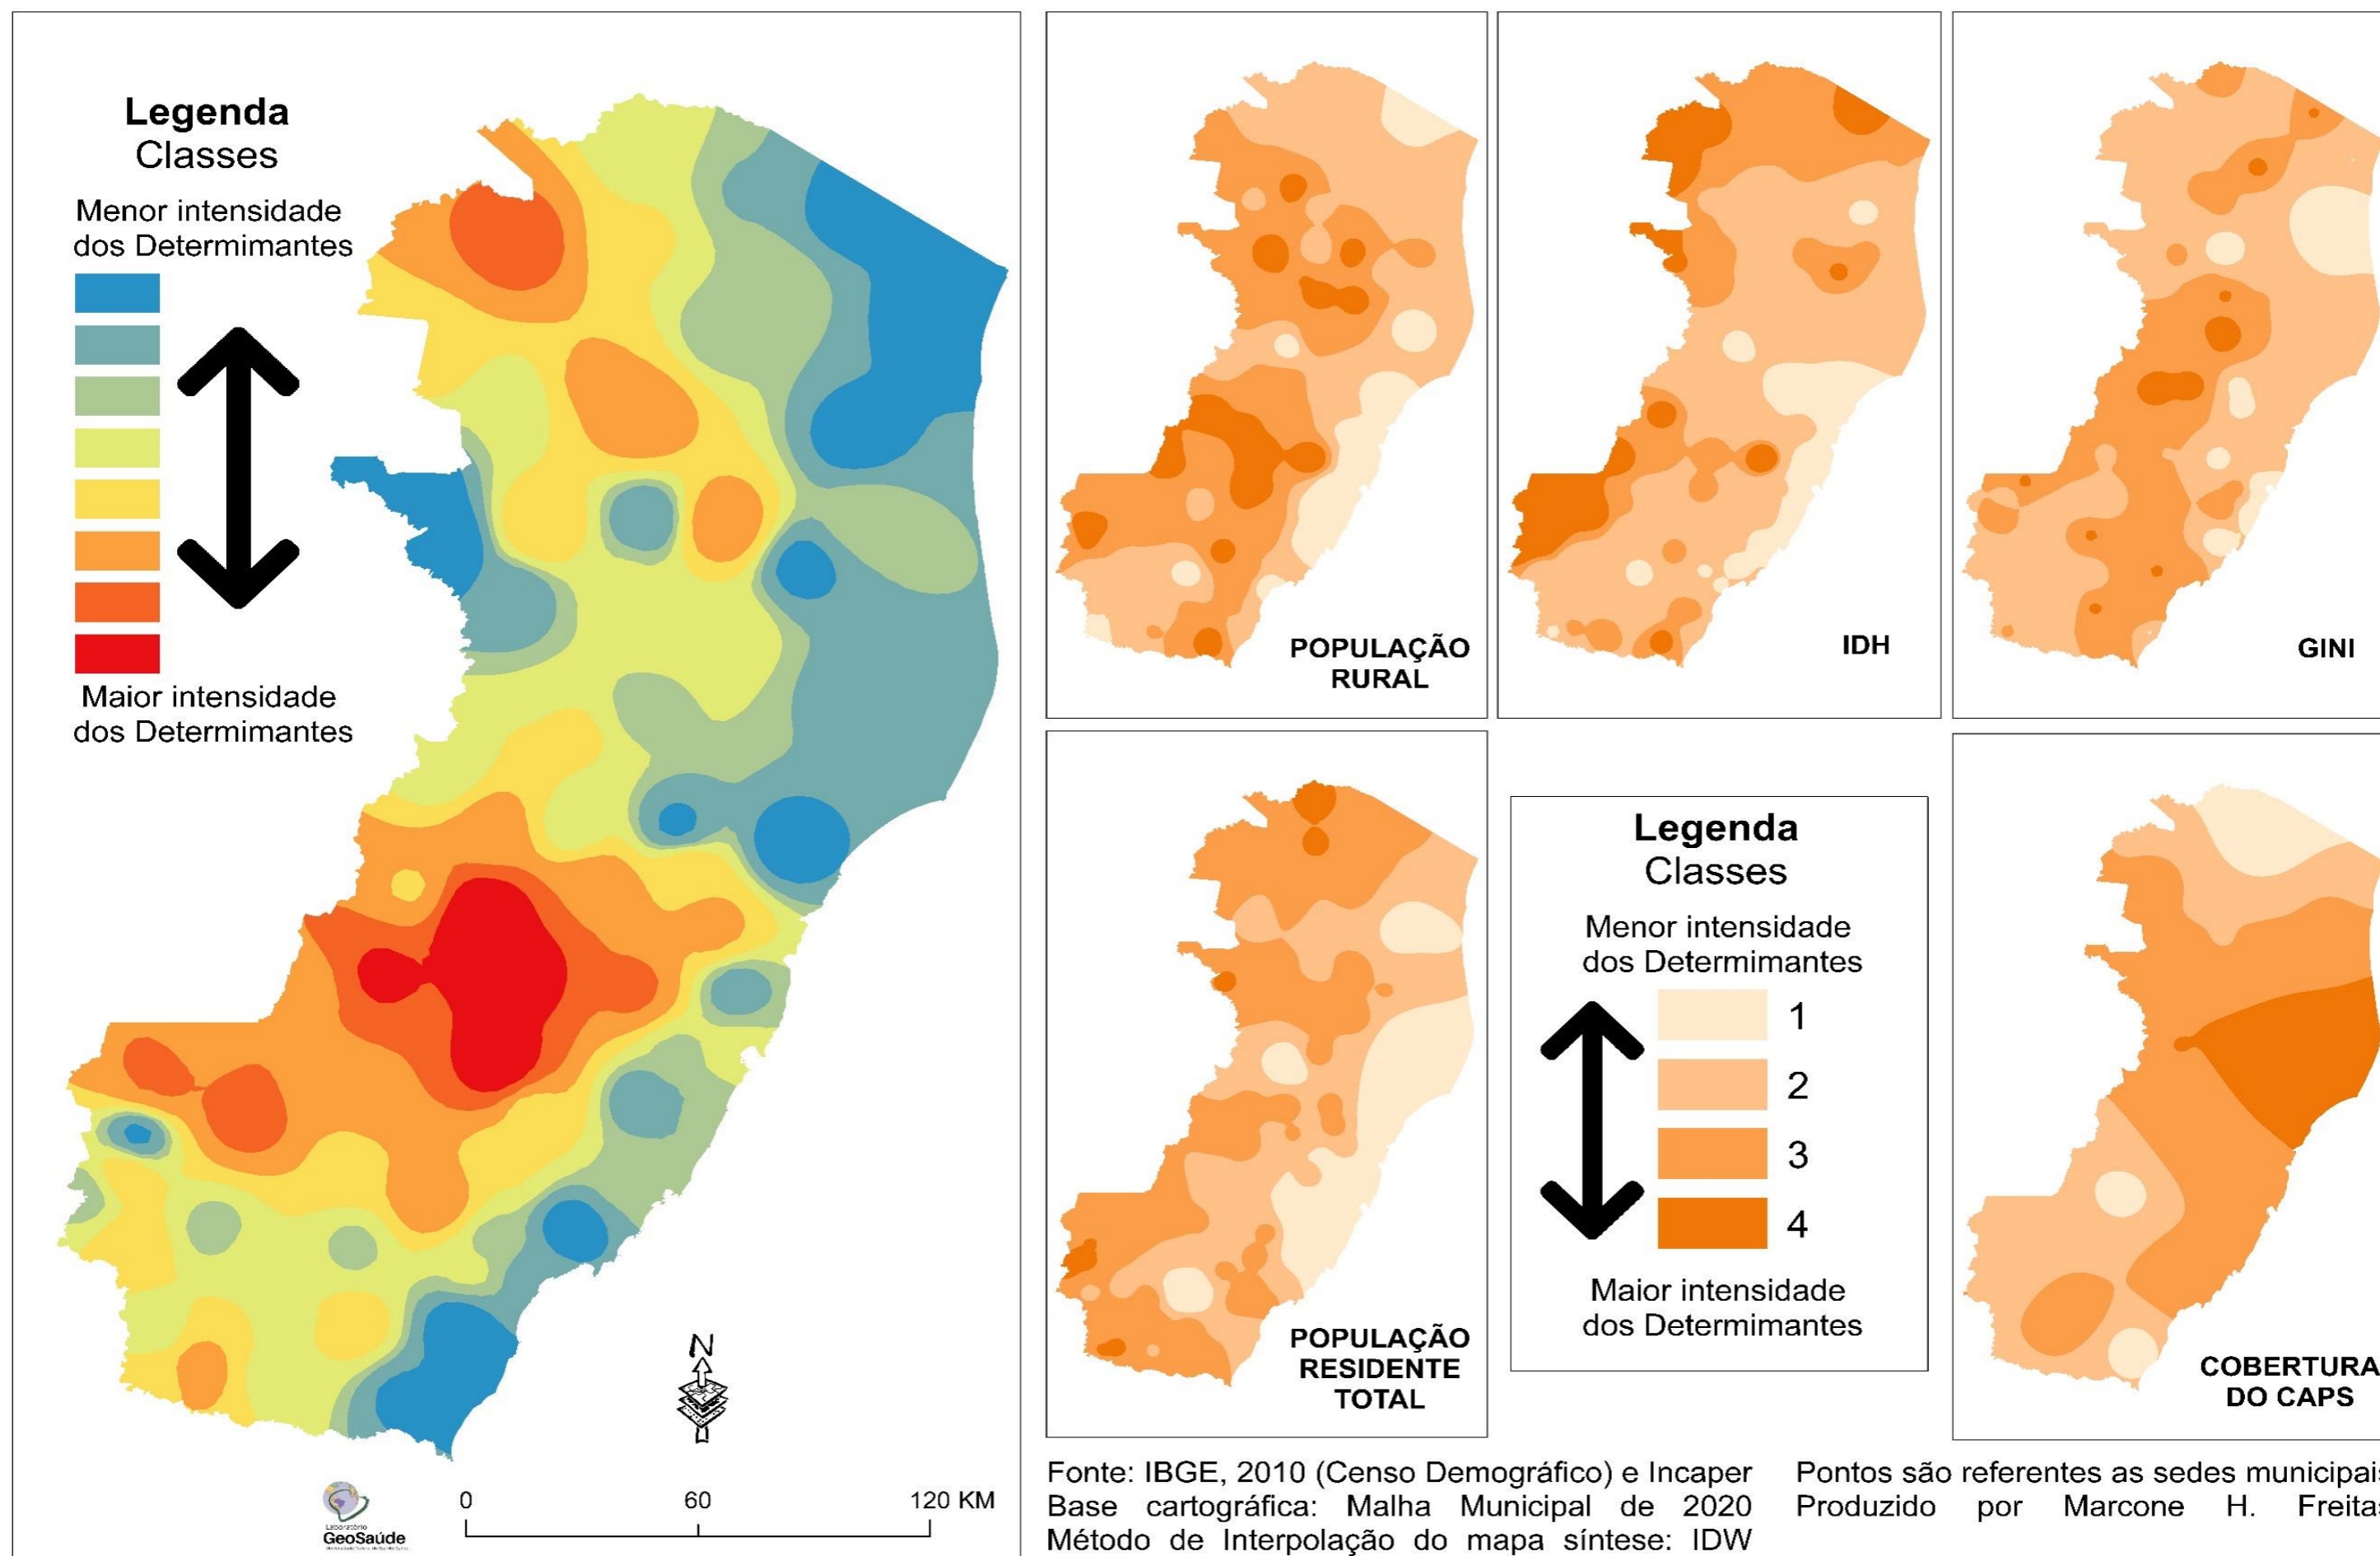 Legenda
Classes
Menor intensidade
dos Determimantes
Maior intensidade
dos Determimantes
N
Laboratório
GeoSaúde
0 60 120 KM
POPULAÇÃO
RURAL
IDH
GINI
POPULAÇÃO
RESIDENTE
TOTAL
Legenda
Classes
Menor intensidade
dos Determimantes
1
2
3
4
Maior intensidade
dos Determimantes
COBERTURA
DO CAPS
Fonte: IBGE, 2010 (Censo Demográfico) e Incaper
Base cartográfica: Malha Municipal de 2020
Método de Interpolação do mapa síntese: IDW
Pontos são referentes as sedes municipais
Produzido por Marcone H. Freitas